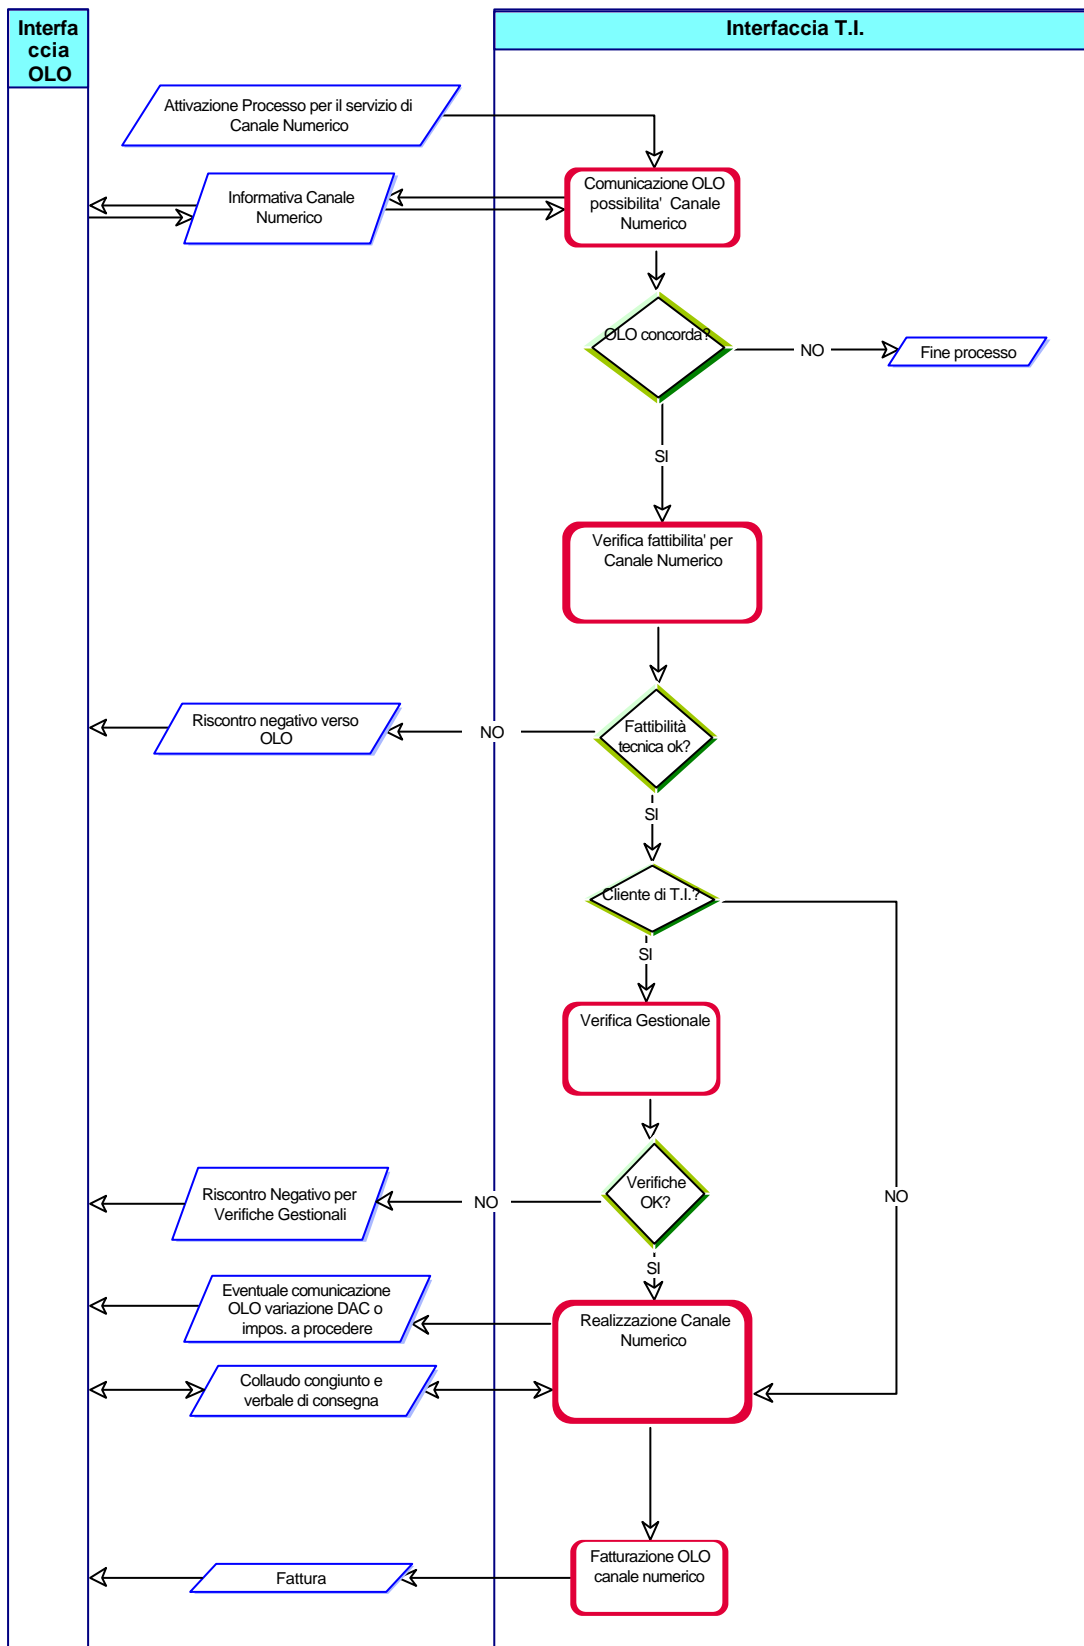 Interfa
ccia
OLO
Interfaccia T.I.
Attivazione Processo per il servizio di
Canale Numerico
Informativa Canale
Numerico
Comunicazione OLO
possibilita' Canale
Numerico
OLO concorda?
NO
Fine processo
SI
Verifica fattibilita' per
Canale Numerico
Riscontro negativo verso
OLO
NO
Fattibilità
tecnica ok?
SI
Cliente di T.I.?
SI
Verifica Gestionale
Riscontro Negativo per
Verifiche Gestionali
NO
Verifiche
OK?
NO
SI
Eventuale comunicazione
OLO variazione DAC o
impos. a procedere
Realizzazione Canale
Numerico
Collaudo congiunto e
verbale di consegna
Fatturazione OLO
canale numerico
Fattura